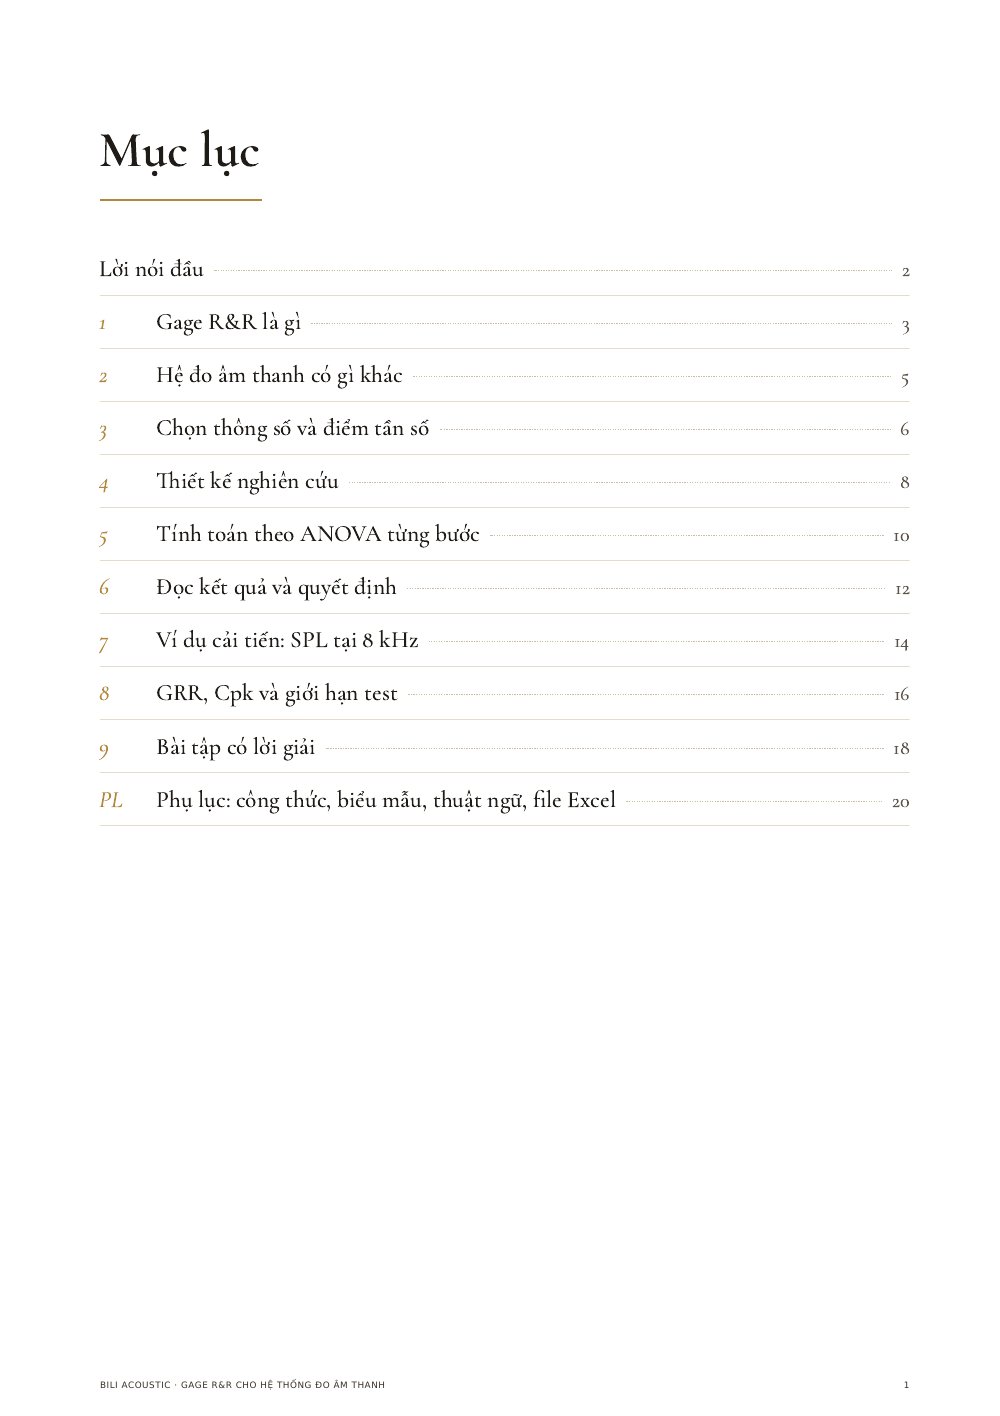 Mục lục
Lời nói đầu 2
1 Gage R&R là gì 3
2 Hệ đo âm thanh có gì khác 5
3 Chọn thông số và điểm tần số 6
4 Thiết kế nghiên cứu 8
5 Tính toán theo ANOVA từng bước 10
6 Đọc kết quả và quyết định 12
7 Ví dụ cải tiến: SPL tại 8 kHz 14
8 GRR, Cpk và giới hạn test 16
9 Bài tập có lời giải 18
PL Phụ lục: công thức, biểu mẫu, thuật ngữ, file Excel 20
BILI ACOUSTIC · GAGE R&R CHO HỆ THỐNG ĐO ÂM THANH 1